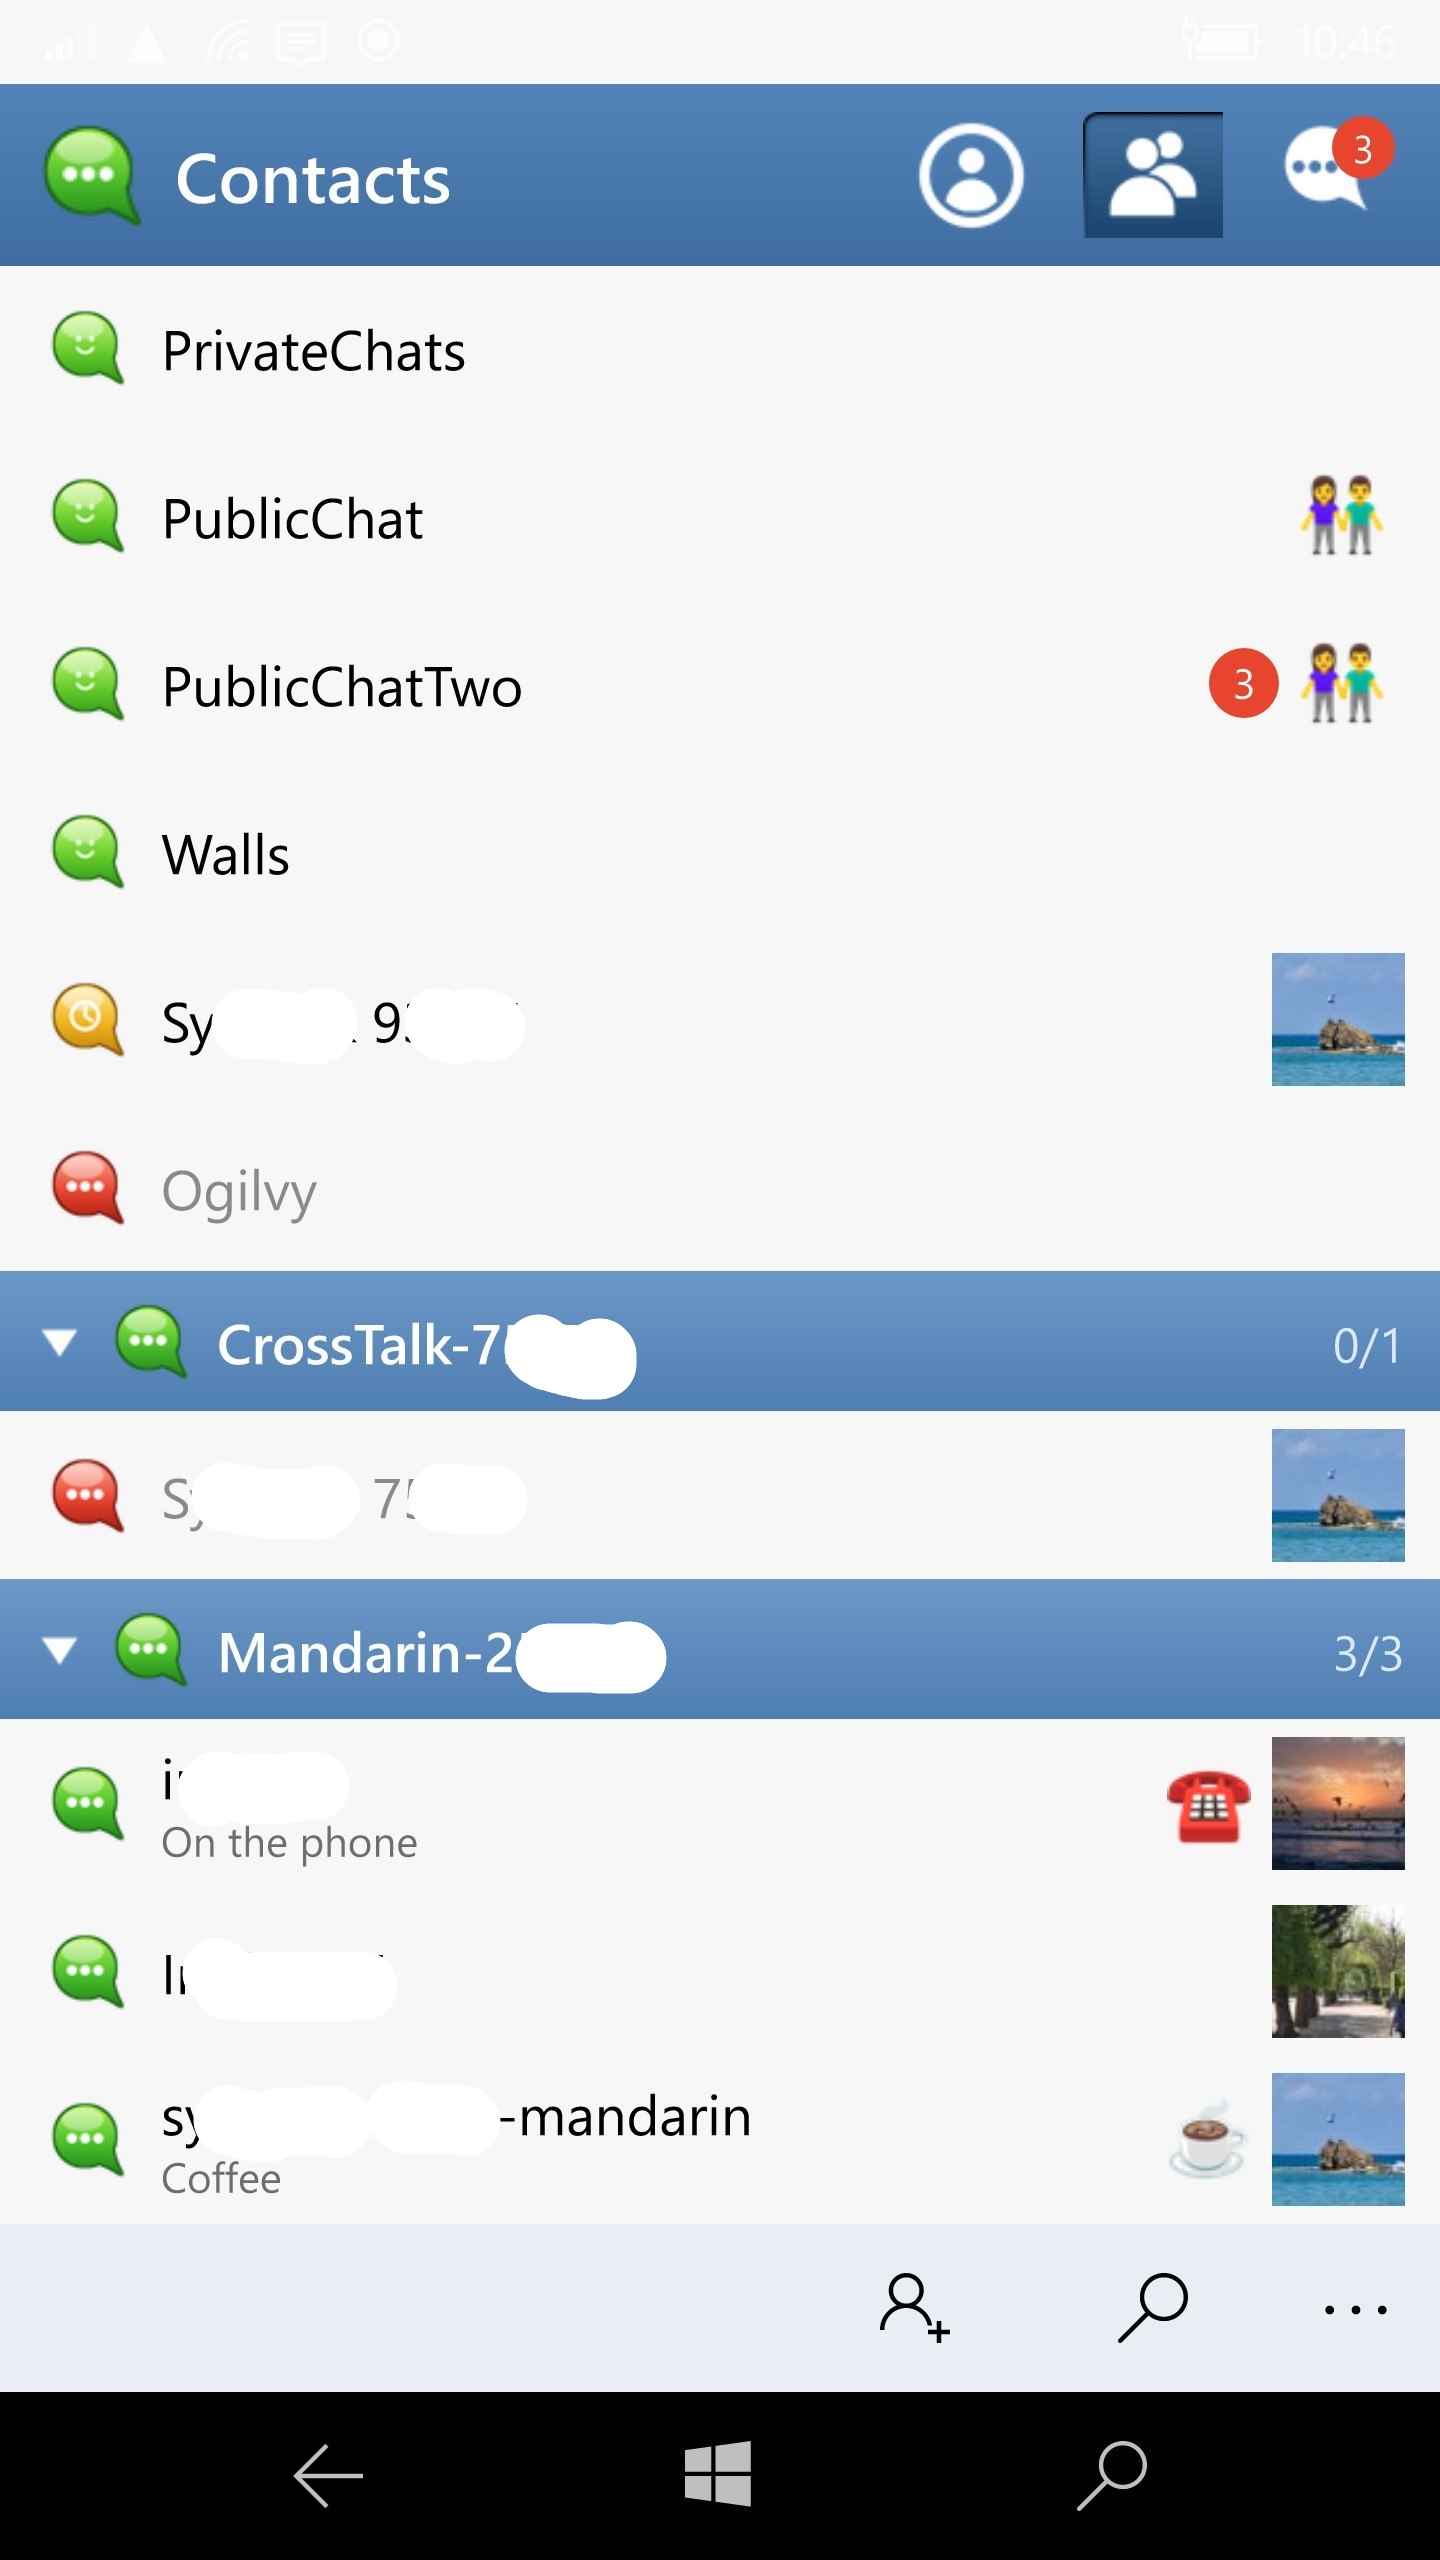 10:46
Contacts
3
PrivateChats
PublicChat
PublicChatTwo
3
Walls
Sy
Ogilvy
CrossTalk-7
0/1
Mandarin-2
3/3
On the phone
-mandarin
Coffee